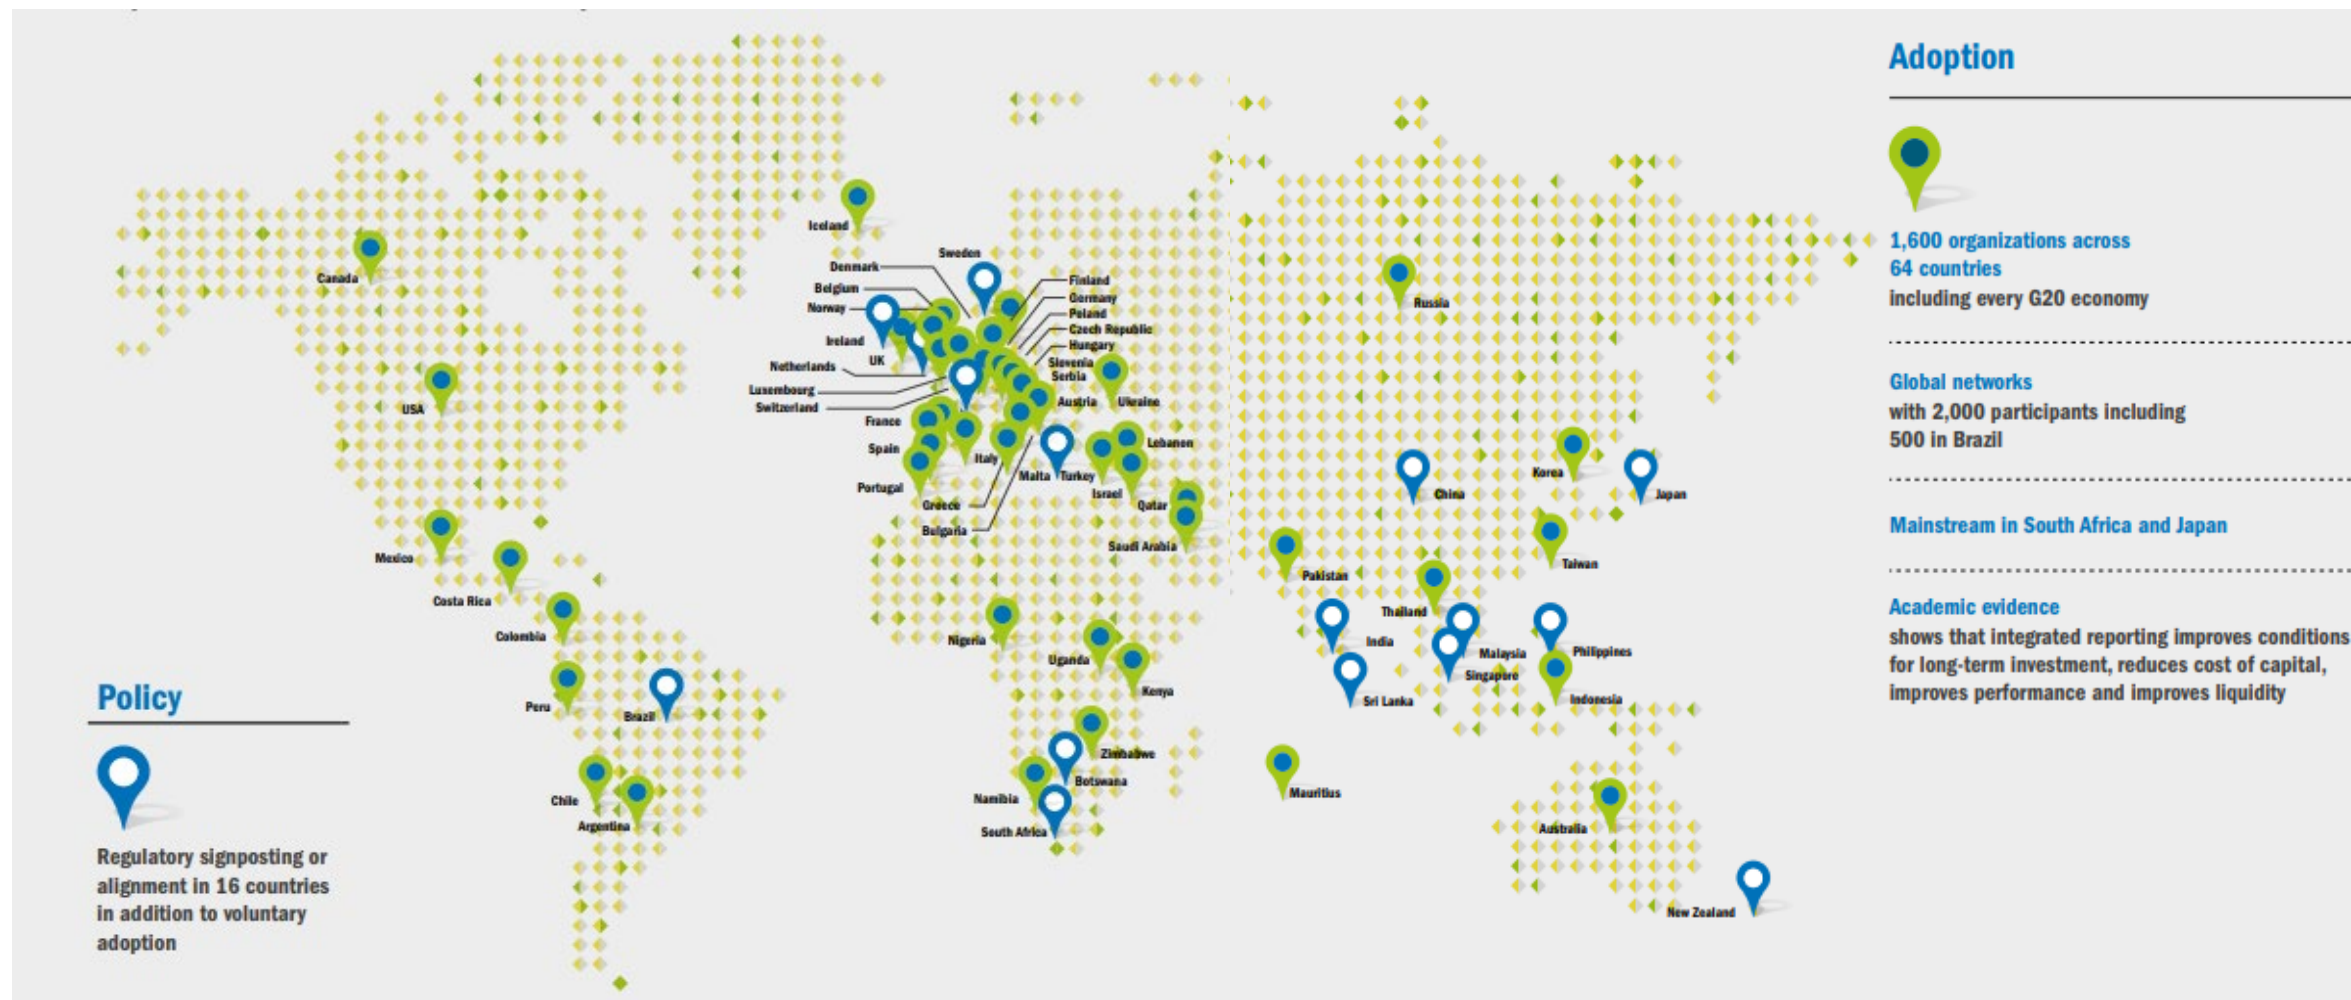 Iceland
Canada
Sweden
Denmark
Belgium
Norway
Ireland
UK
Netherlands
Luxembourg
Switzerland
France
Spain
Portugal
Greece
Bulgaria
Italy
Malta
Turkey
Finland
Germany
Poland
Czech Republic
Hungary
Slovenia
Serbia
Austria
Ukraine
Lebanon
Israel
Qatar
Saudi Arabia
USA
Mexico
Costa Rica
Colombia
Peru
Brazil
Chile
Argentina
Nigeria
Uganda
Kenya
Zimbabwe
Botswana
Namibia
South Africa
Russia
Korea
China
Japan
Taiwan
Pakistan
Thailand
India
Malaysia
Philippines
Singapore
Sri Lanka
Indonesia
Mauritius
Australia
New Zealand
Policy
Regulatory signposting or
alignment in 16 countries
in addition to voluntary
adoption
Adoption
1,600 organizations across
64 countries
including every G20 economy
Global networks
with 2,000 participants including
500 in Brazil
Mainstream in South Africa and Japan
Academic evidence
shows that integrated reporting improves conditions
for long-term investment, reduces cost of capital,
improves performance and improves liquidity